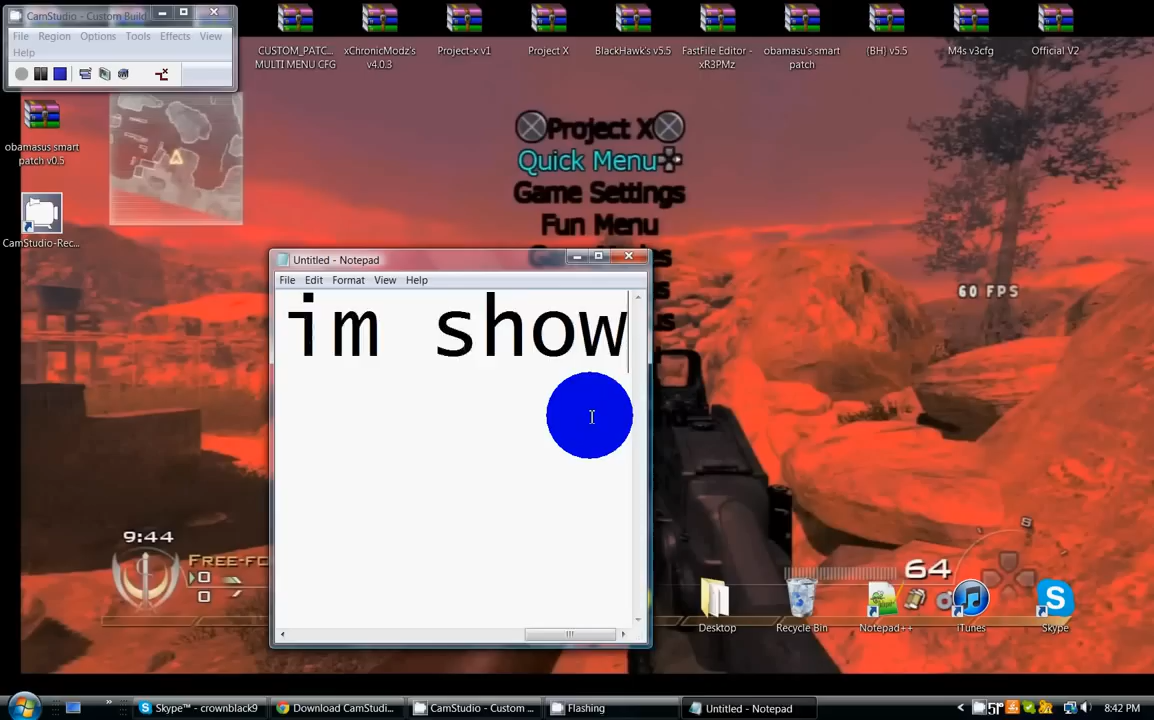 CamStudio - Custom Build
File Region Options Tools Effects View
Help
CUSTOM_PATC...
MULTI MENU CFG
xChronicModz's
v4.0.3
Project-x v1
Project X
BlackHawk's v5.5
FastFile Editor -
xR3PMz
obamasu's smart
patch
(BH) v5.5
M4s v3cfg
Official V2
obamasus smart
patch v0.5
CamStudio-Rec...
Project X
Quick Menu
Game Settings
Fun Menu
60 FPS
Untitled - Notepad
File Edit Format View Help
im show
9:44
0
0
64
S
Desktop
Recycle Bin
Notepad++
iTunes
Skype
Skype™ - crownblack9
Download CamStudi...
CamStudio - Custom ...
Flashing
Untitled - Notepad
8:42 PM